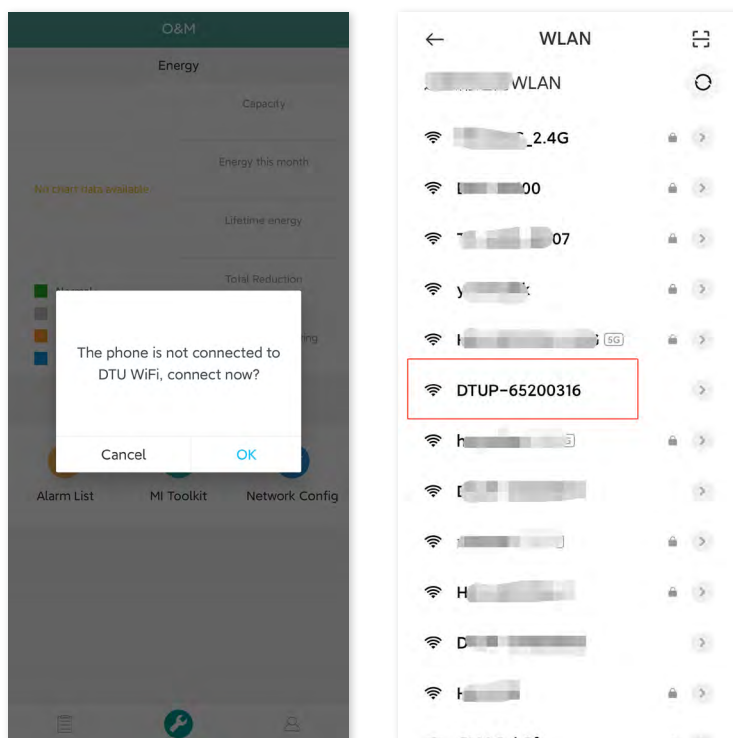 O&M
Energy
Capacity
Energy this month
No chart data available
Lifetime energy
Total Reduction
The phone is not connected to
DTU WiFi, connect now?
Cancel
OK
Alarm List
MI Toolkit
Network Config
WLAN
WLAN
_2.4G
00
07
5G
DTUP-65200316